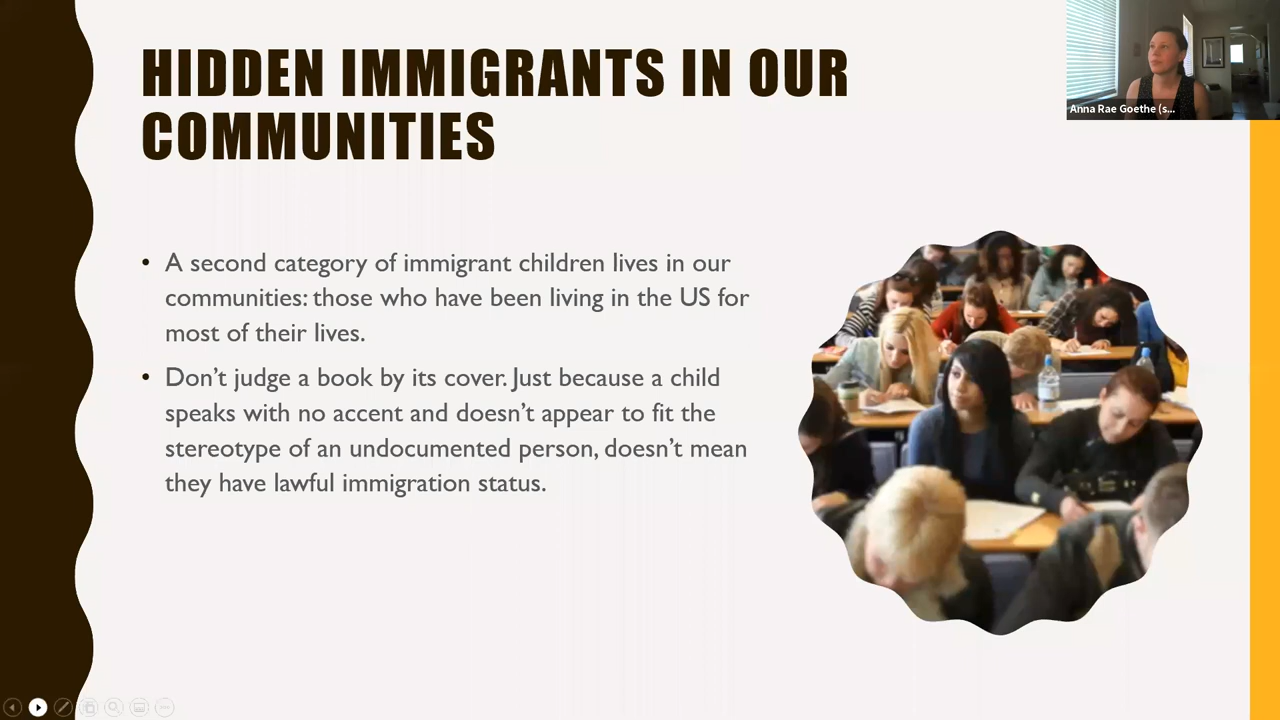 HIDDEN IMMIGRANTS IN OUR
COMMUNITIES
Anna Rae Goethe (s...
• A second category of immigrant children lives in our
communities: those who have been living in the US for
most of their lives.
• Don’t judge a book by its cover. Just because a child
speaks with no accent and doesn’t appear to fit the
stereotype of an undocumented person, doesn’t mean
they have lawful immigration status.